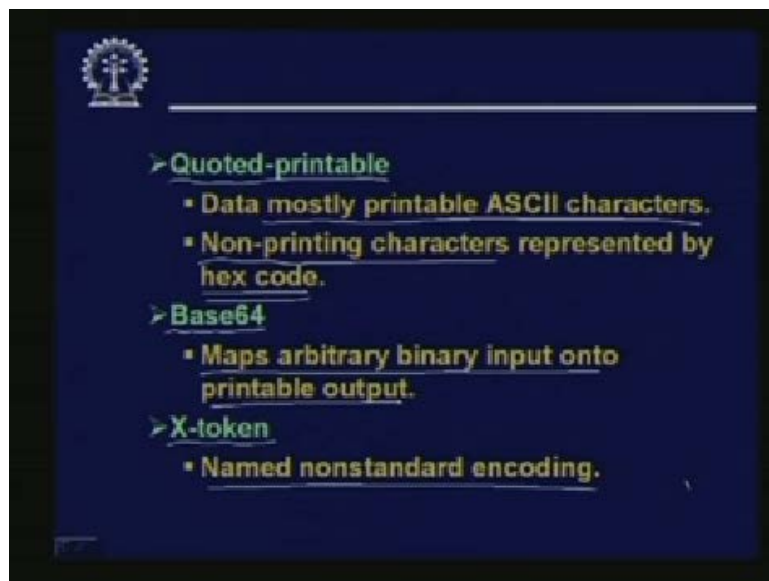 ➢Quoted-printable
▪ Data mostly printable ASCII characters.
▪ Non-printing characters represented by
hex code.
➢Base64
▪ Maps arbitrary binary input onto
printable output.
➢X-token
▪ Named nonstandard encoding.